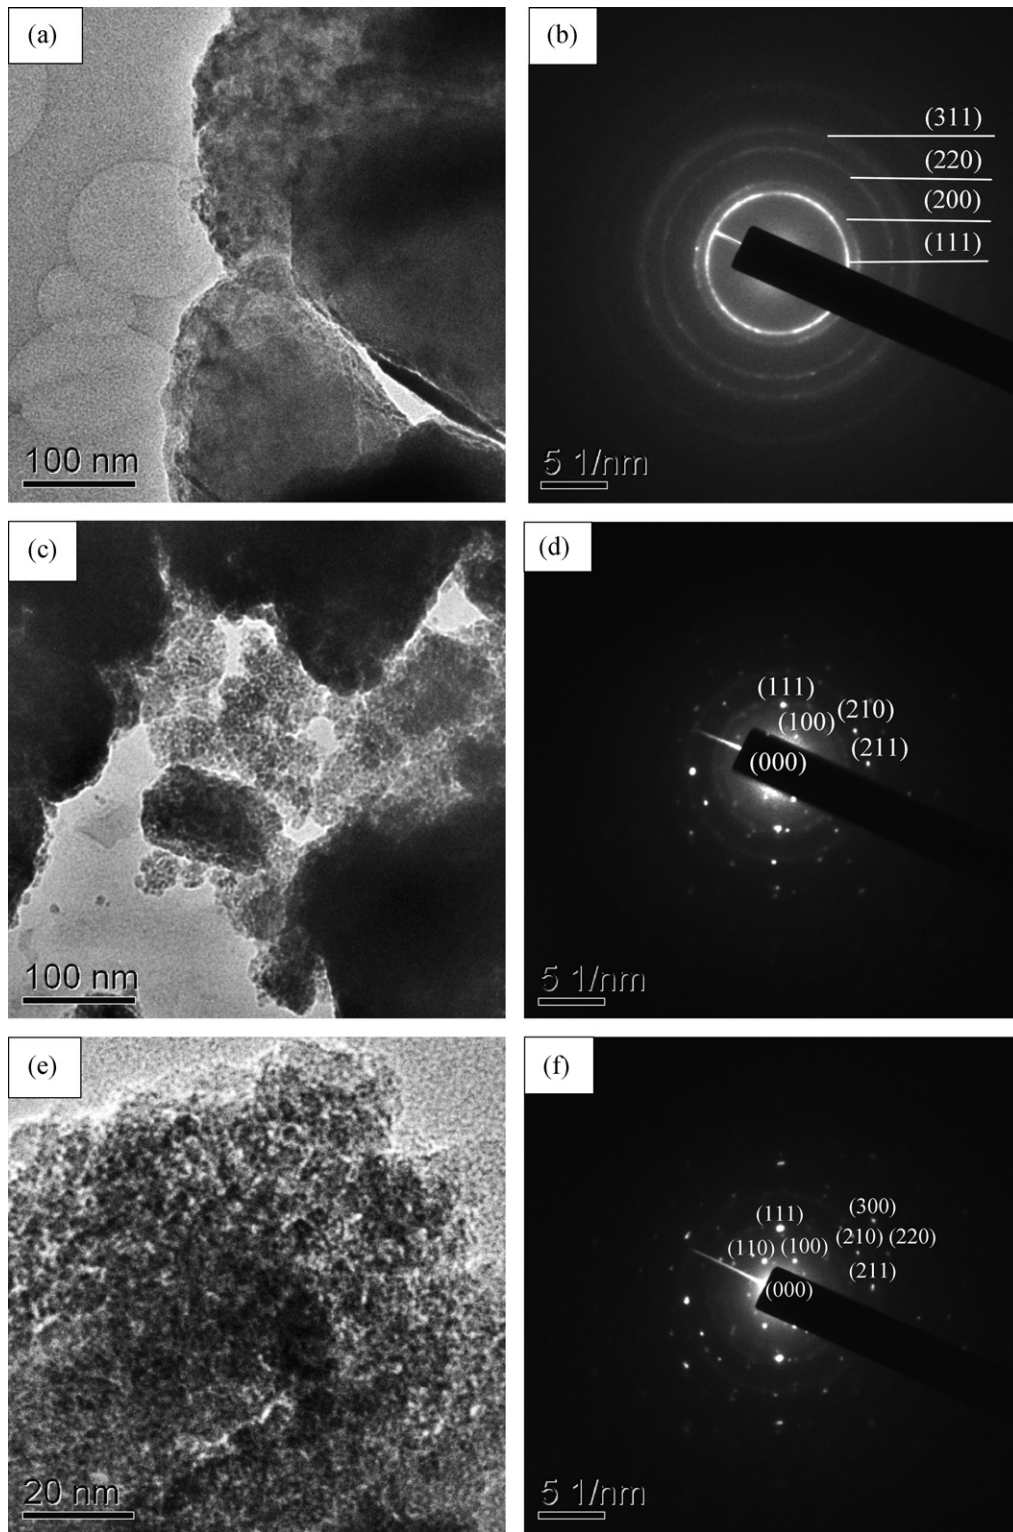 (a)
100 nm
(b)
(311)
(220)
(200)
(111)
5 1/nm
(c)
100 nm
(d)
(111)
(100)
(210)
(211)
(000)
5 1/nm
(e)
20 nm
(f)
(300)
(111)
(210) (220)
(110) (100)
(211)
(000)
5 1/nm